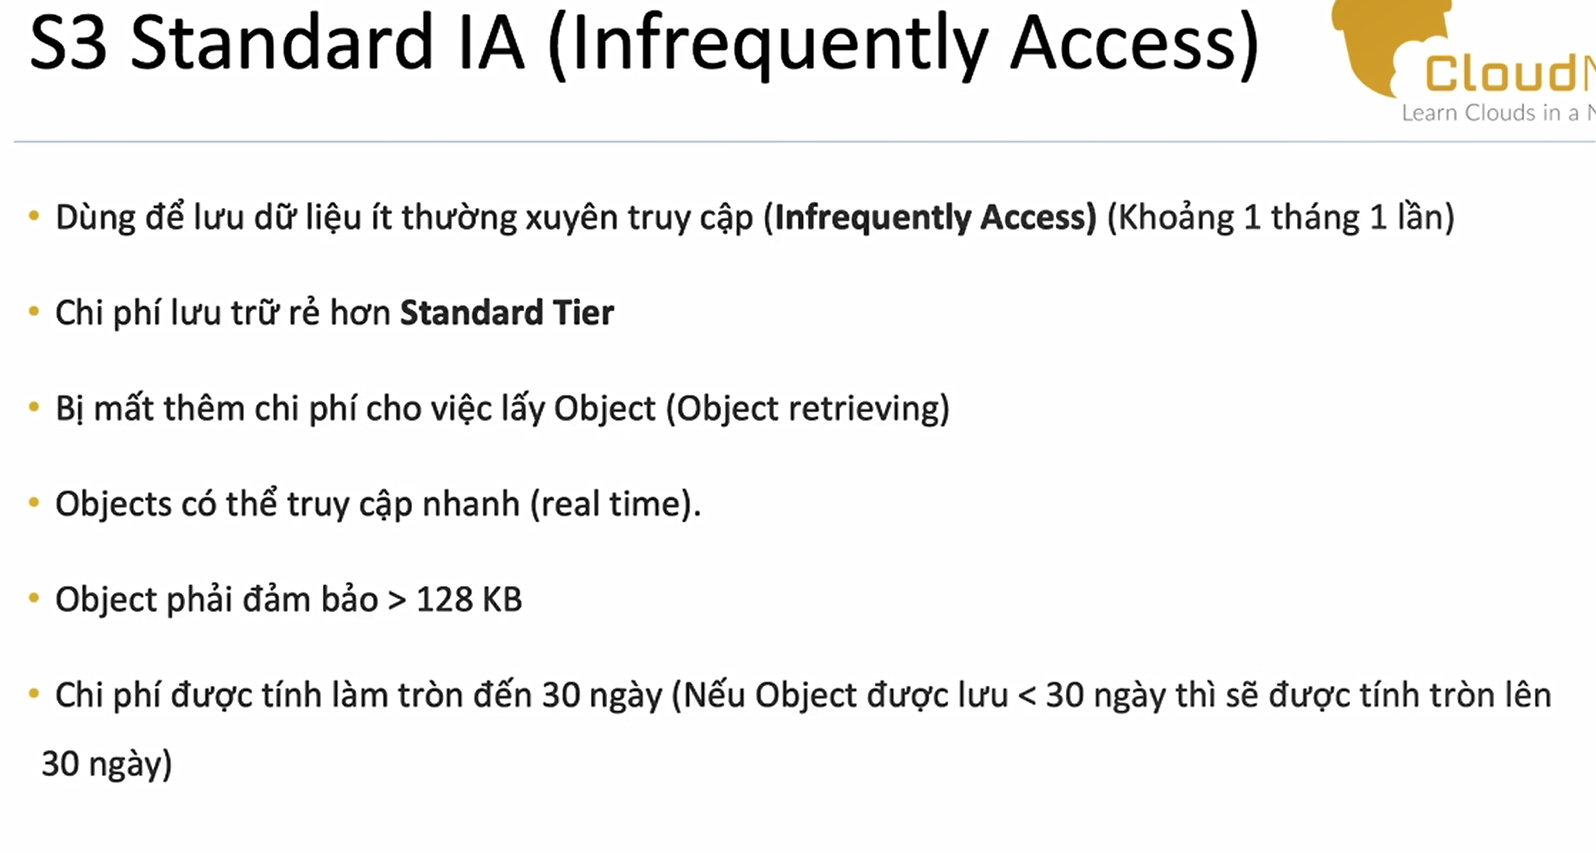 S3 Standard IA (Infrequently Access)
Cloud
Learn Clouds in a
• Dùng để lưu dữ liệu ít thường xuyên truy cập (Infrequently Access) (Khoảng 1 tháng 1 lần)
• Chi phí lưu trữ rẻ hơn Standard Tier
• Bị mất thêm chi phí cho việc lấy Object (Object retrieving)
• Objects có thể truy cập nhanh (real time).
• Object phải đảm bảo > 128 KB
• Chi phí được tính làm tròn đến 30 ngày (Nếu Object được lưu < 30 ngày thì sẽ được tính tròn lên
30 ngày)